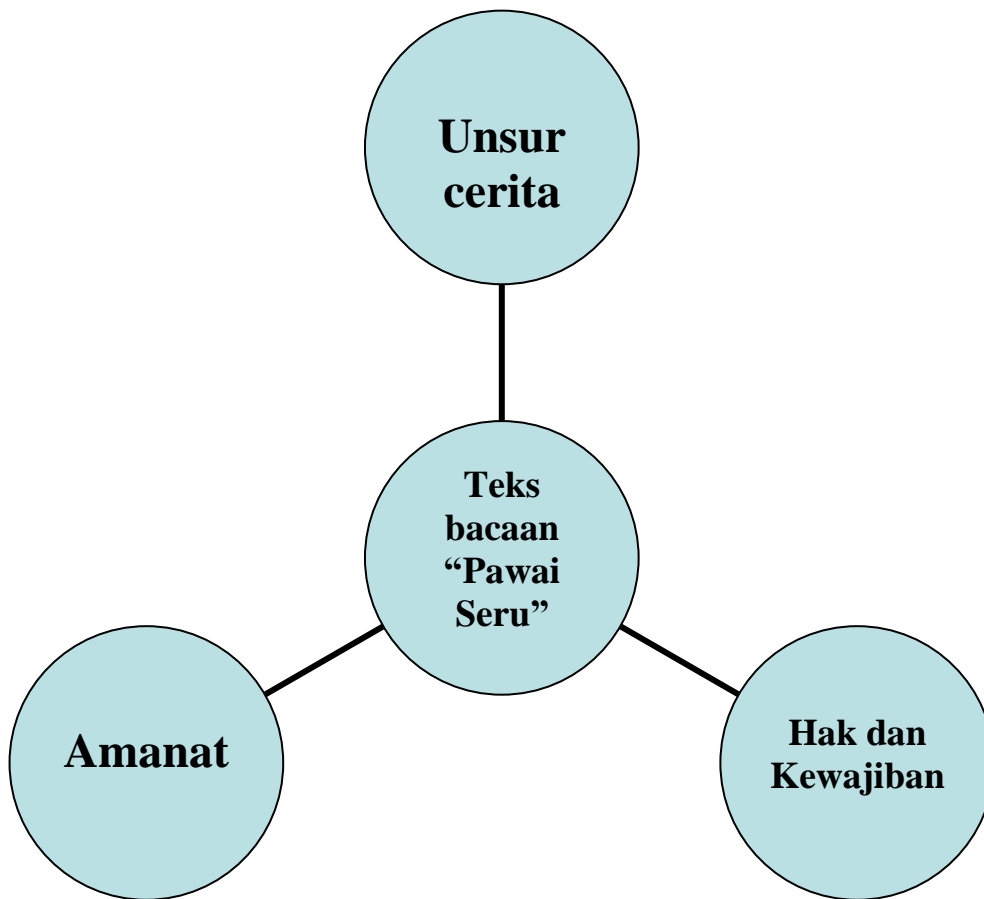 Unsur
cerita
Teks
bacaan
“Pawai
Seru”
Amanat
Hak dan
Kewajiban